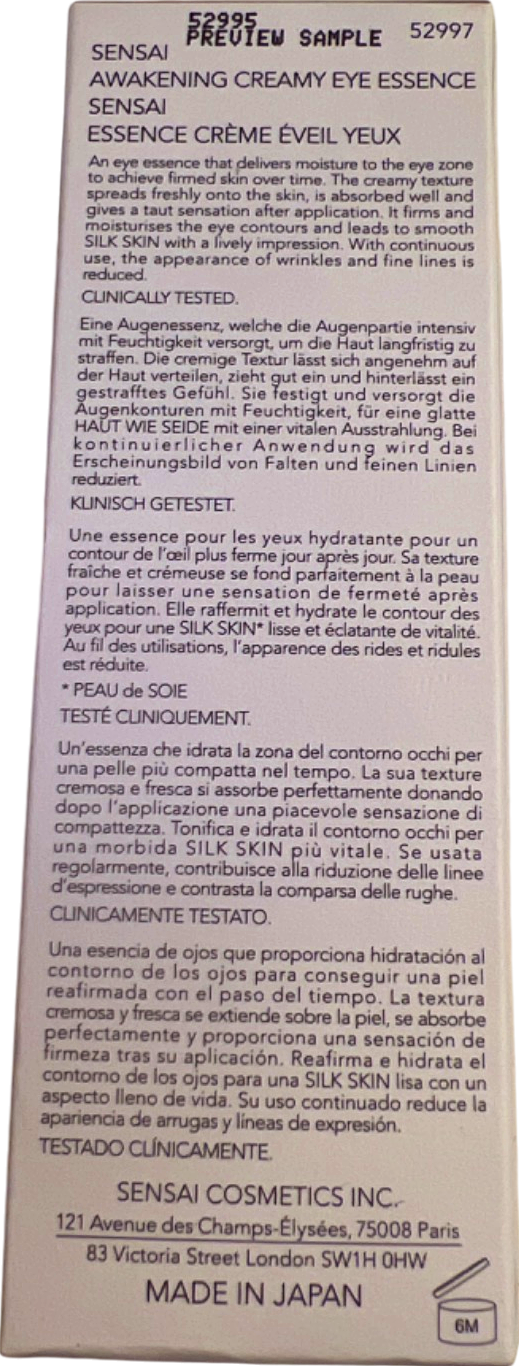 52995
PREVIEW SAMPLE
52997
SENSAI
AWAKENING CREAMY EYE ESSENCE
SENSAI
ESSENCE CRÈME ÉVEIL YEUX
An eye essence that delivers moisture to the eye zone
to achieve firmed skin over time. The creamy texture
spreads freshly onto the skin, is absorbed well and
gives a taut sensation after application. It firms and
moisturises the eye contours and leads to smooth
SILK SKIN with a lively impression. With continuous
use, the appearance of wrinkles and fine lines is
reduced.
CLINICALLY TESTED.
Eine Augenessenz, welche die Augenpartie intensiv
mit Feuchtigkeit versorgt, um die Haut langfristig zu
straffen. Die cremige Textur lässt sich angenehm auf
der Haut verteilen, zieht gut ein und hinterlässt ein
gestrafftes Gefühl. Sie festigt und versorgt die
Augenkonturen mit Feuchtigkeit, für eine glatte
HAUT WIE SEIDE mit einer vitalen Ausstrahlung. Bei
kontinuierlicher Anwendung wird das
Erscheinungsbild von Falten und feinen Linien
reduziert.
KLINISCH GETESTET.
Une essence pour les yeux hydratante pour un
contour de l'œil plus ferme jour après jour. Sa texture
fraîche et crémeuse se fond parfaitement à la peau
pour laisser une sensation de fermeté après
application. Elle raffermit et hydrate le contour des
yeux pour une SILK SKIN* lisse et éclatante de vitalité.
Au fil des utilisations, l'apparence des rides et ridules
est réduite.
* PEAU de SOIE
TESTÉ CLINIQUEMENT.
Un'essenza che idrata la zona del contorno occhi per
una pelle più compatta nel tempo. La sua texture
cremosa e fresca si assorbe perfettamente donando
dopo l'applicazione una piacevole sensazione di
compattezza. Tonifica e idrata il contorno occhi per
una morbida SILK SKIN più vitale. Se usata
regolarmente, contribuisce alla riduzione delle linee
d'espressione e contrasta la comparsa delle rughe.
CLINICAMENTE TESTATO.
Una esencia de ojos que proporciona hidratación al
contorno de los ojos para conseguir una piel
reafirmada con el paso del tiempo. La textura
cremosa y fresca se extiende sobre la piel, se absorbe
perfectamente y proporciona una sensación de
firmeza tras su aplicación. Reafirma e hidrata el
contorno de los ojos para una SILK SKIN lisa con un
aspecto lleno de vida. Su uso continuado reduce la
apariencia de arrugas y líneas de expresión.
TESTADO CLÍNICAMENTE.
SENSAI COSMETICS INC.
121 Avenue des Champs-Élysées, 75008 Paris
83 Victoria Street London SW1H 0HW
MADE IN JAPAN
6M